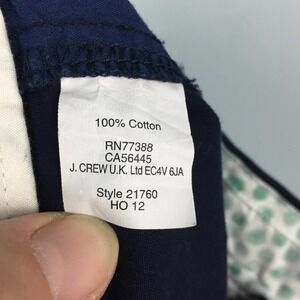 100% Cotton
RN77388
CA56445
J. CREW U.K. Ltd EC4V 6JA
Style 21760
HO 12